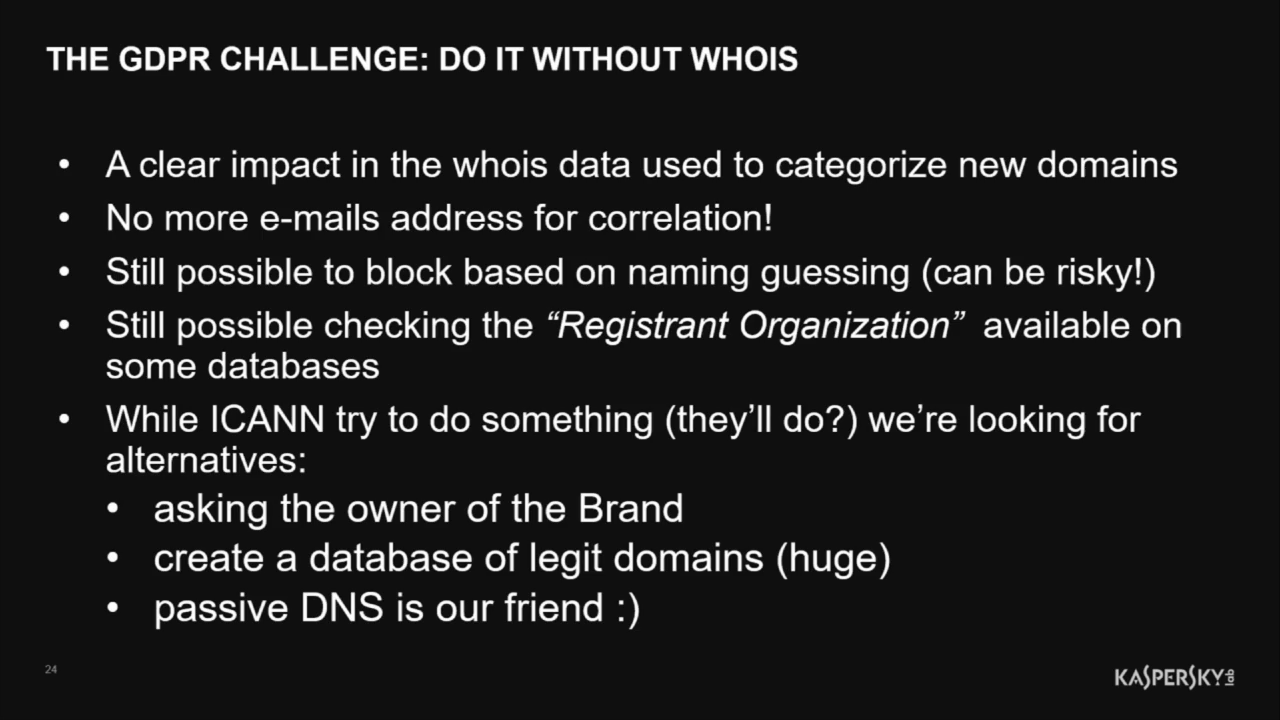 THE GDPR CHALLENGE: DO IT WITHOUT WHOIS
• A clear impact in the whois data used to categorize new domains
• No more e-mails address for correlation!
• Still possible to block based on naming guessing (can be risky!)
• Still possible checking the “Registrant Organization” available on
some databases
• While ICANN try to do something (they’ll do?) we’re looking for
alternatives:
• asking the owner of the Brand
• create a database of legit domains (huge)
• passive DNS is our friend :)
24
KASPERSKY lab